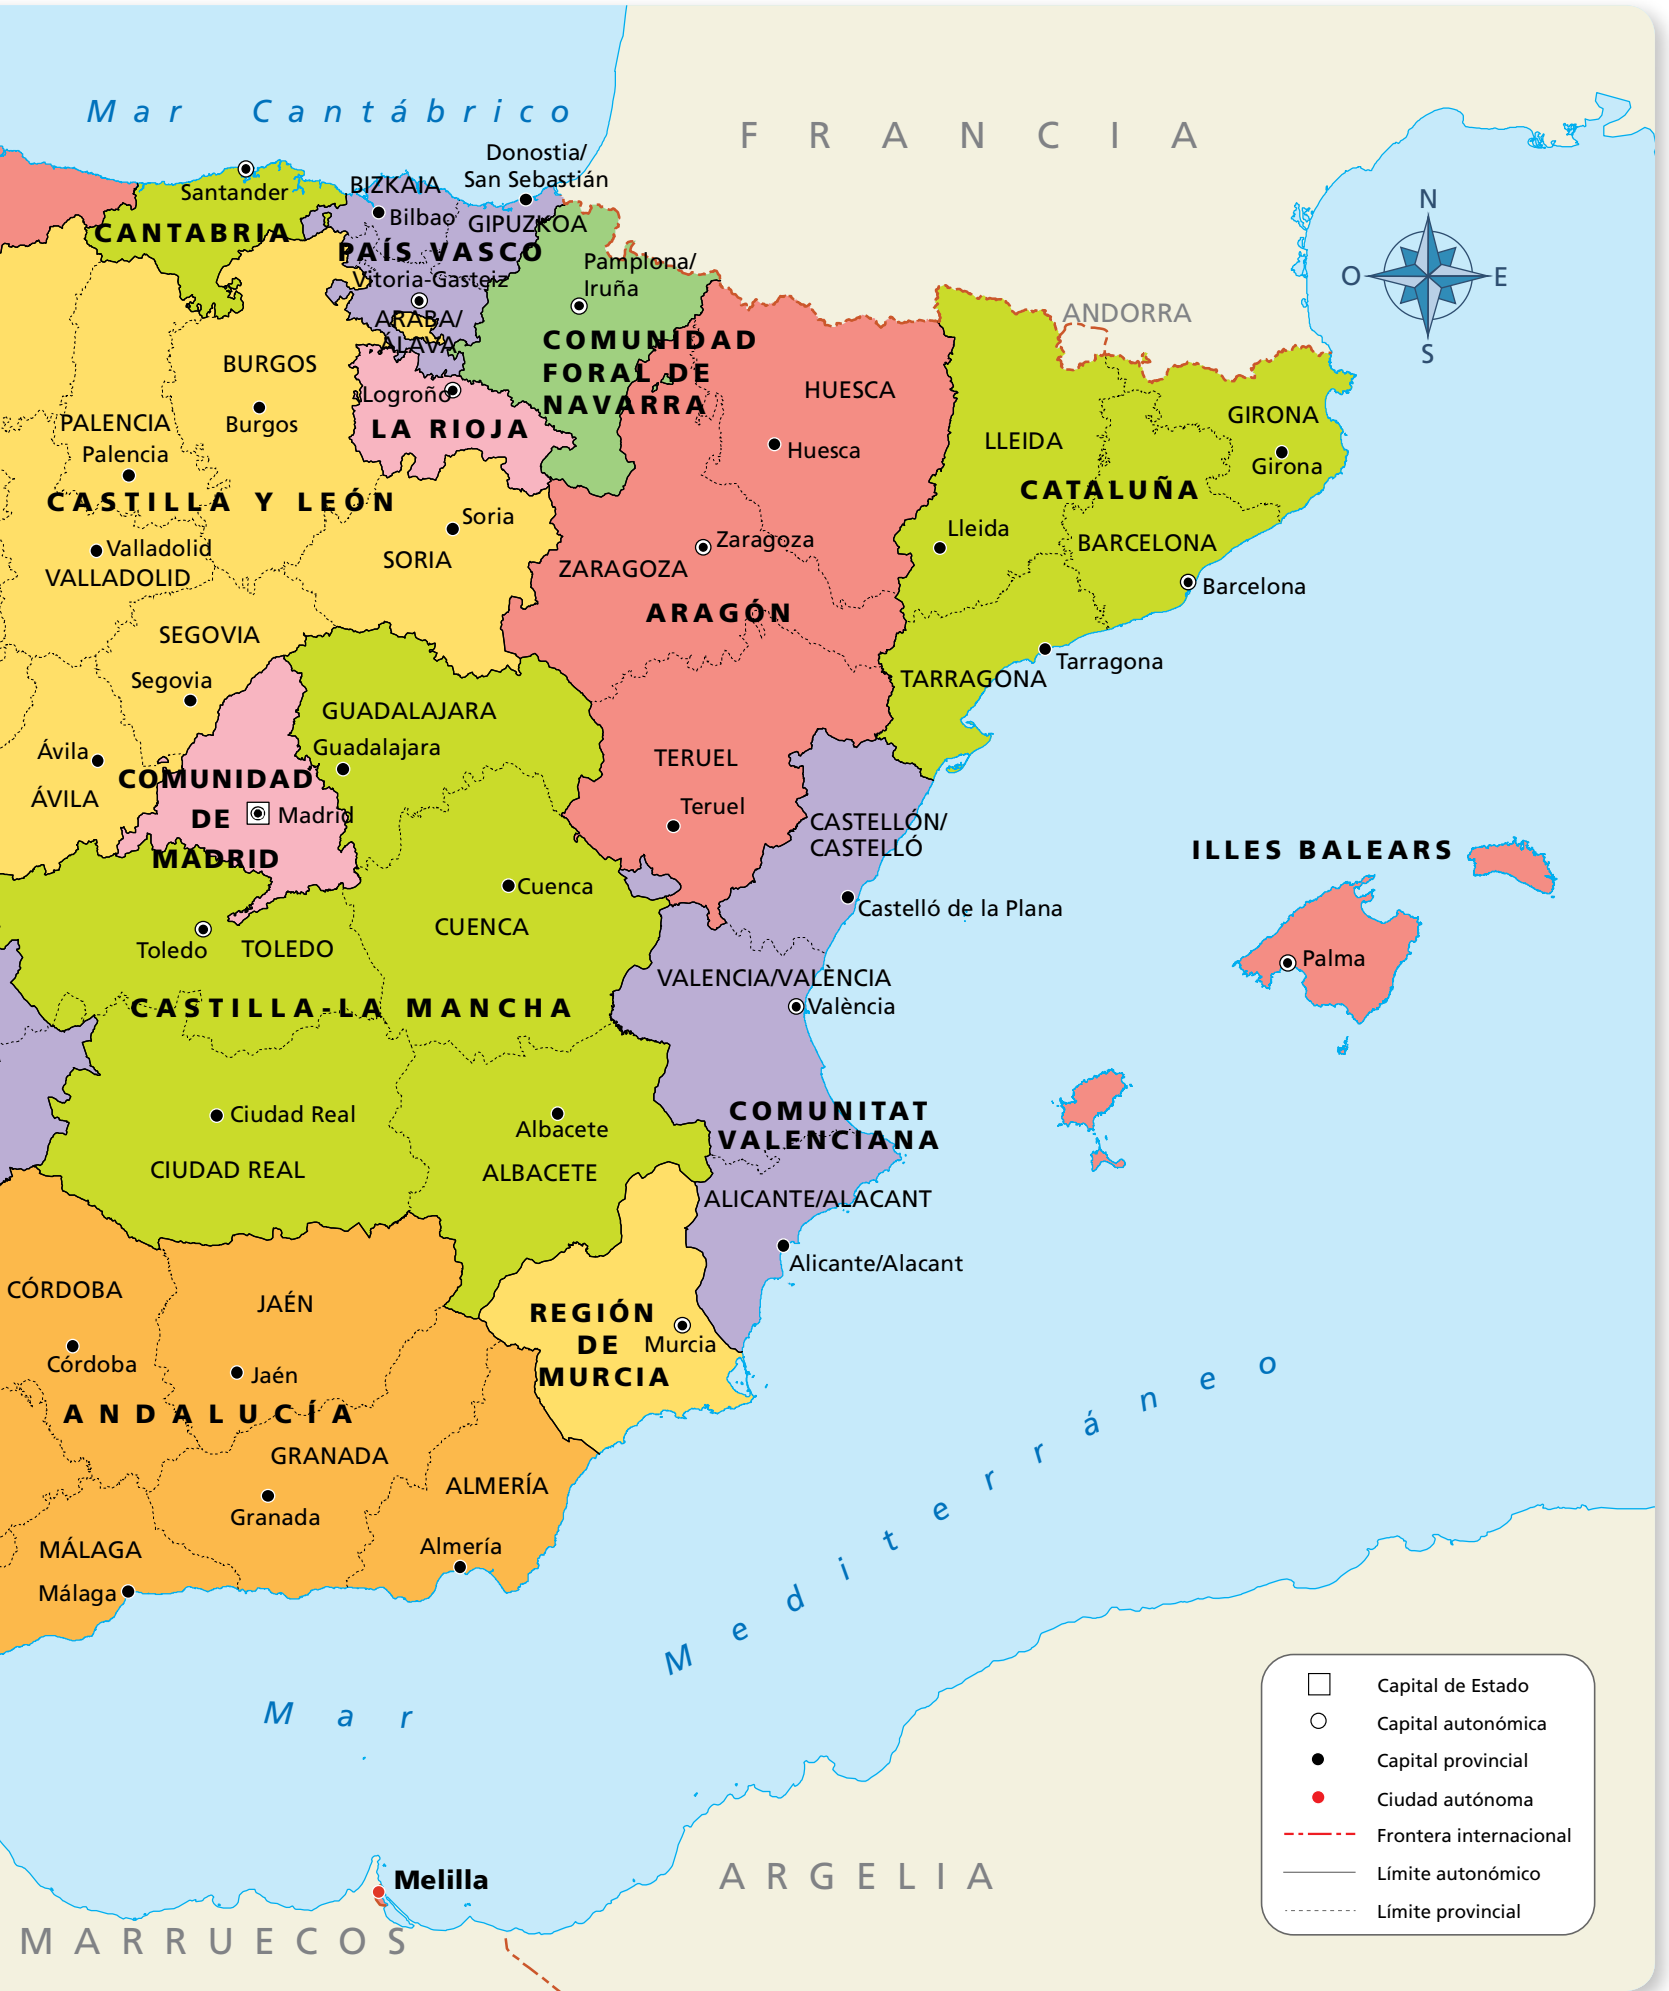 Mar Cantábrico
FRANCIA
Donostia/
San Sebastián
BIZKAIA
Santander
Bilbao
GIPUZKOA
CANTABRIA
PAÍS VASCO
Vitoria-Gasteiz
Pamplona/
Iruña
ARABA/
ÁLAVA
N
O
E
S
ANDORRA
COMUNIDAD
FORAL DE
NAVARRA
BURGOS
Burgos
Logroño
LA RIOJA
HUESCA
Huesca
PALENCIA
Palencia
LLEIDA
GIRONA
Girona
CATALUÑA
CASTILLA Y LEÓN
Soria
SORIA
Lleida
BARCELONA
Barcelona
Valladolid
VALLADOLID
Zaragoza
ZARAGOZA
ARAGÓN
SEGOVIA
Segovia
TARRAGONA
Tarragona
GUADALAJARA
Guadalajara
Ávila
ÁVILA
COMUNIDAD
DE
Madrid
MADRID
TERUEL
Teruel
CASTELLÓN/
CASTELLÓ
Castelló de la Plana
ILLES BALEARS
Palma
Cuenca
CUENCA
Toledo
TOLEDO
VALENCIA/VALÈNCIA
València
CASTILLA-LA MANCHA
COMUNITAT
VALENCIANA
Ciudad Real
CIUDAD REAL
Albacete
ALBACETE
ALICANTE/ALACANT
Alicante/Alacant
CÓRDOBA
Córdoba
JAÉN
Jaén
REGIÓN
DE
MURCIA
Murcia
ANDALUCÍA
GRANADA
Granada
ALMERÍA
Almería
MÁLAGA
Málaga
Mar Mediterráneo
Melilla
MARRUECOS
ARGELIA
Capital de Estado
Capital autonómica
Capital provincial
Ciudad autónoma
Frontera internacional
Límite autonómico
Límite provincial